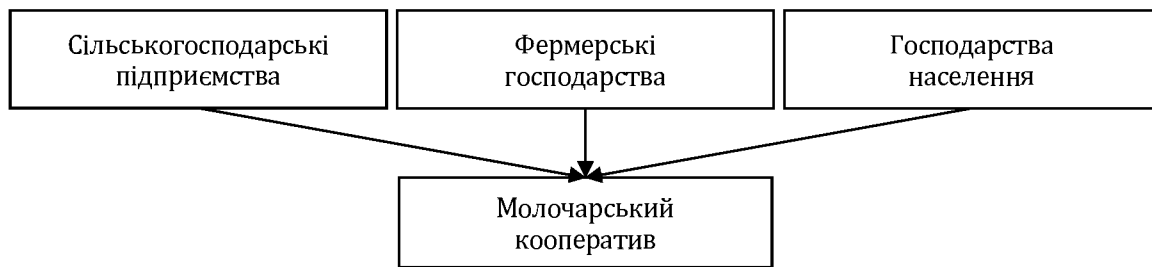 Сільськогосподарські
підприємства
Фермерські
господарства
Господарства
населення
Молочарський
кооператив